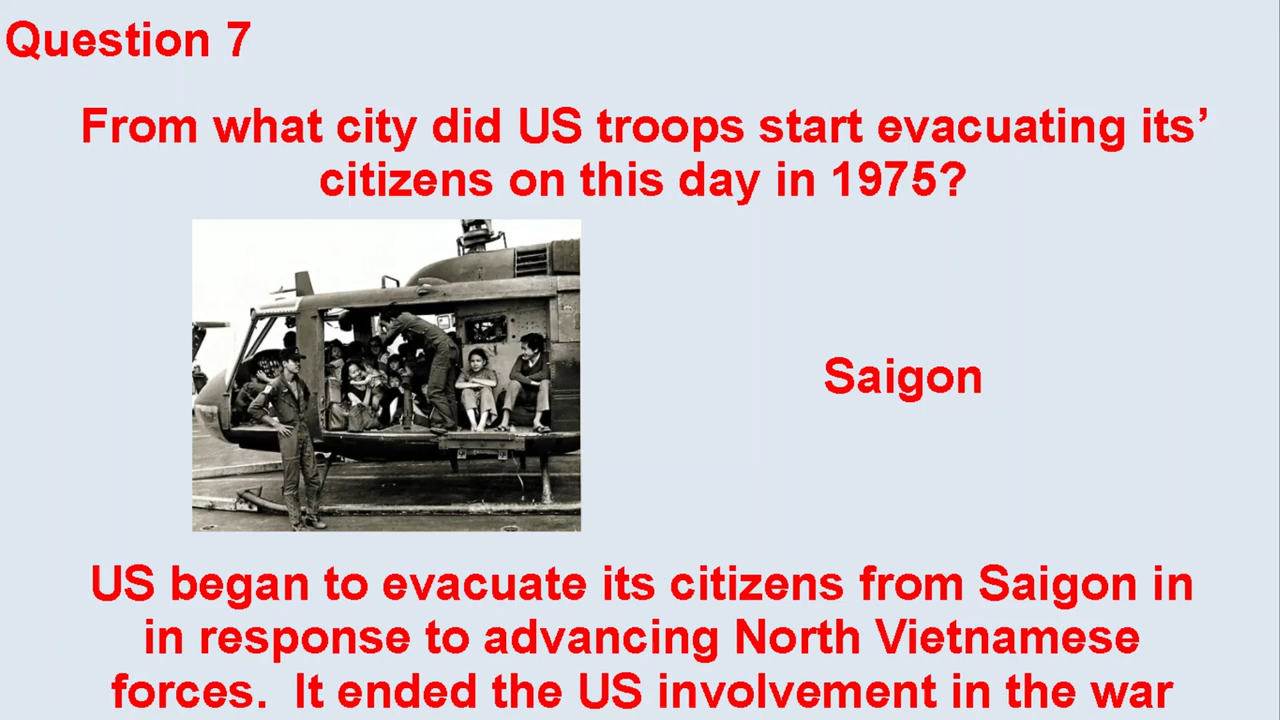 Question 7
From what city did US troops start evacuating its’
citizens on this day in 1975?
Saigon
US began to evacuate its citizens from Saigon in
in response to advancing North Vietnamese
forces.  It ended the US involvement in the war